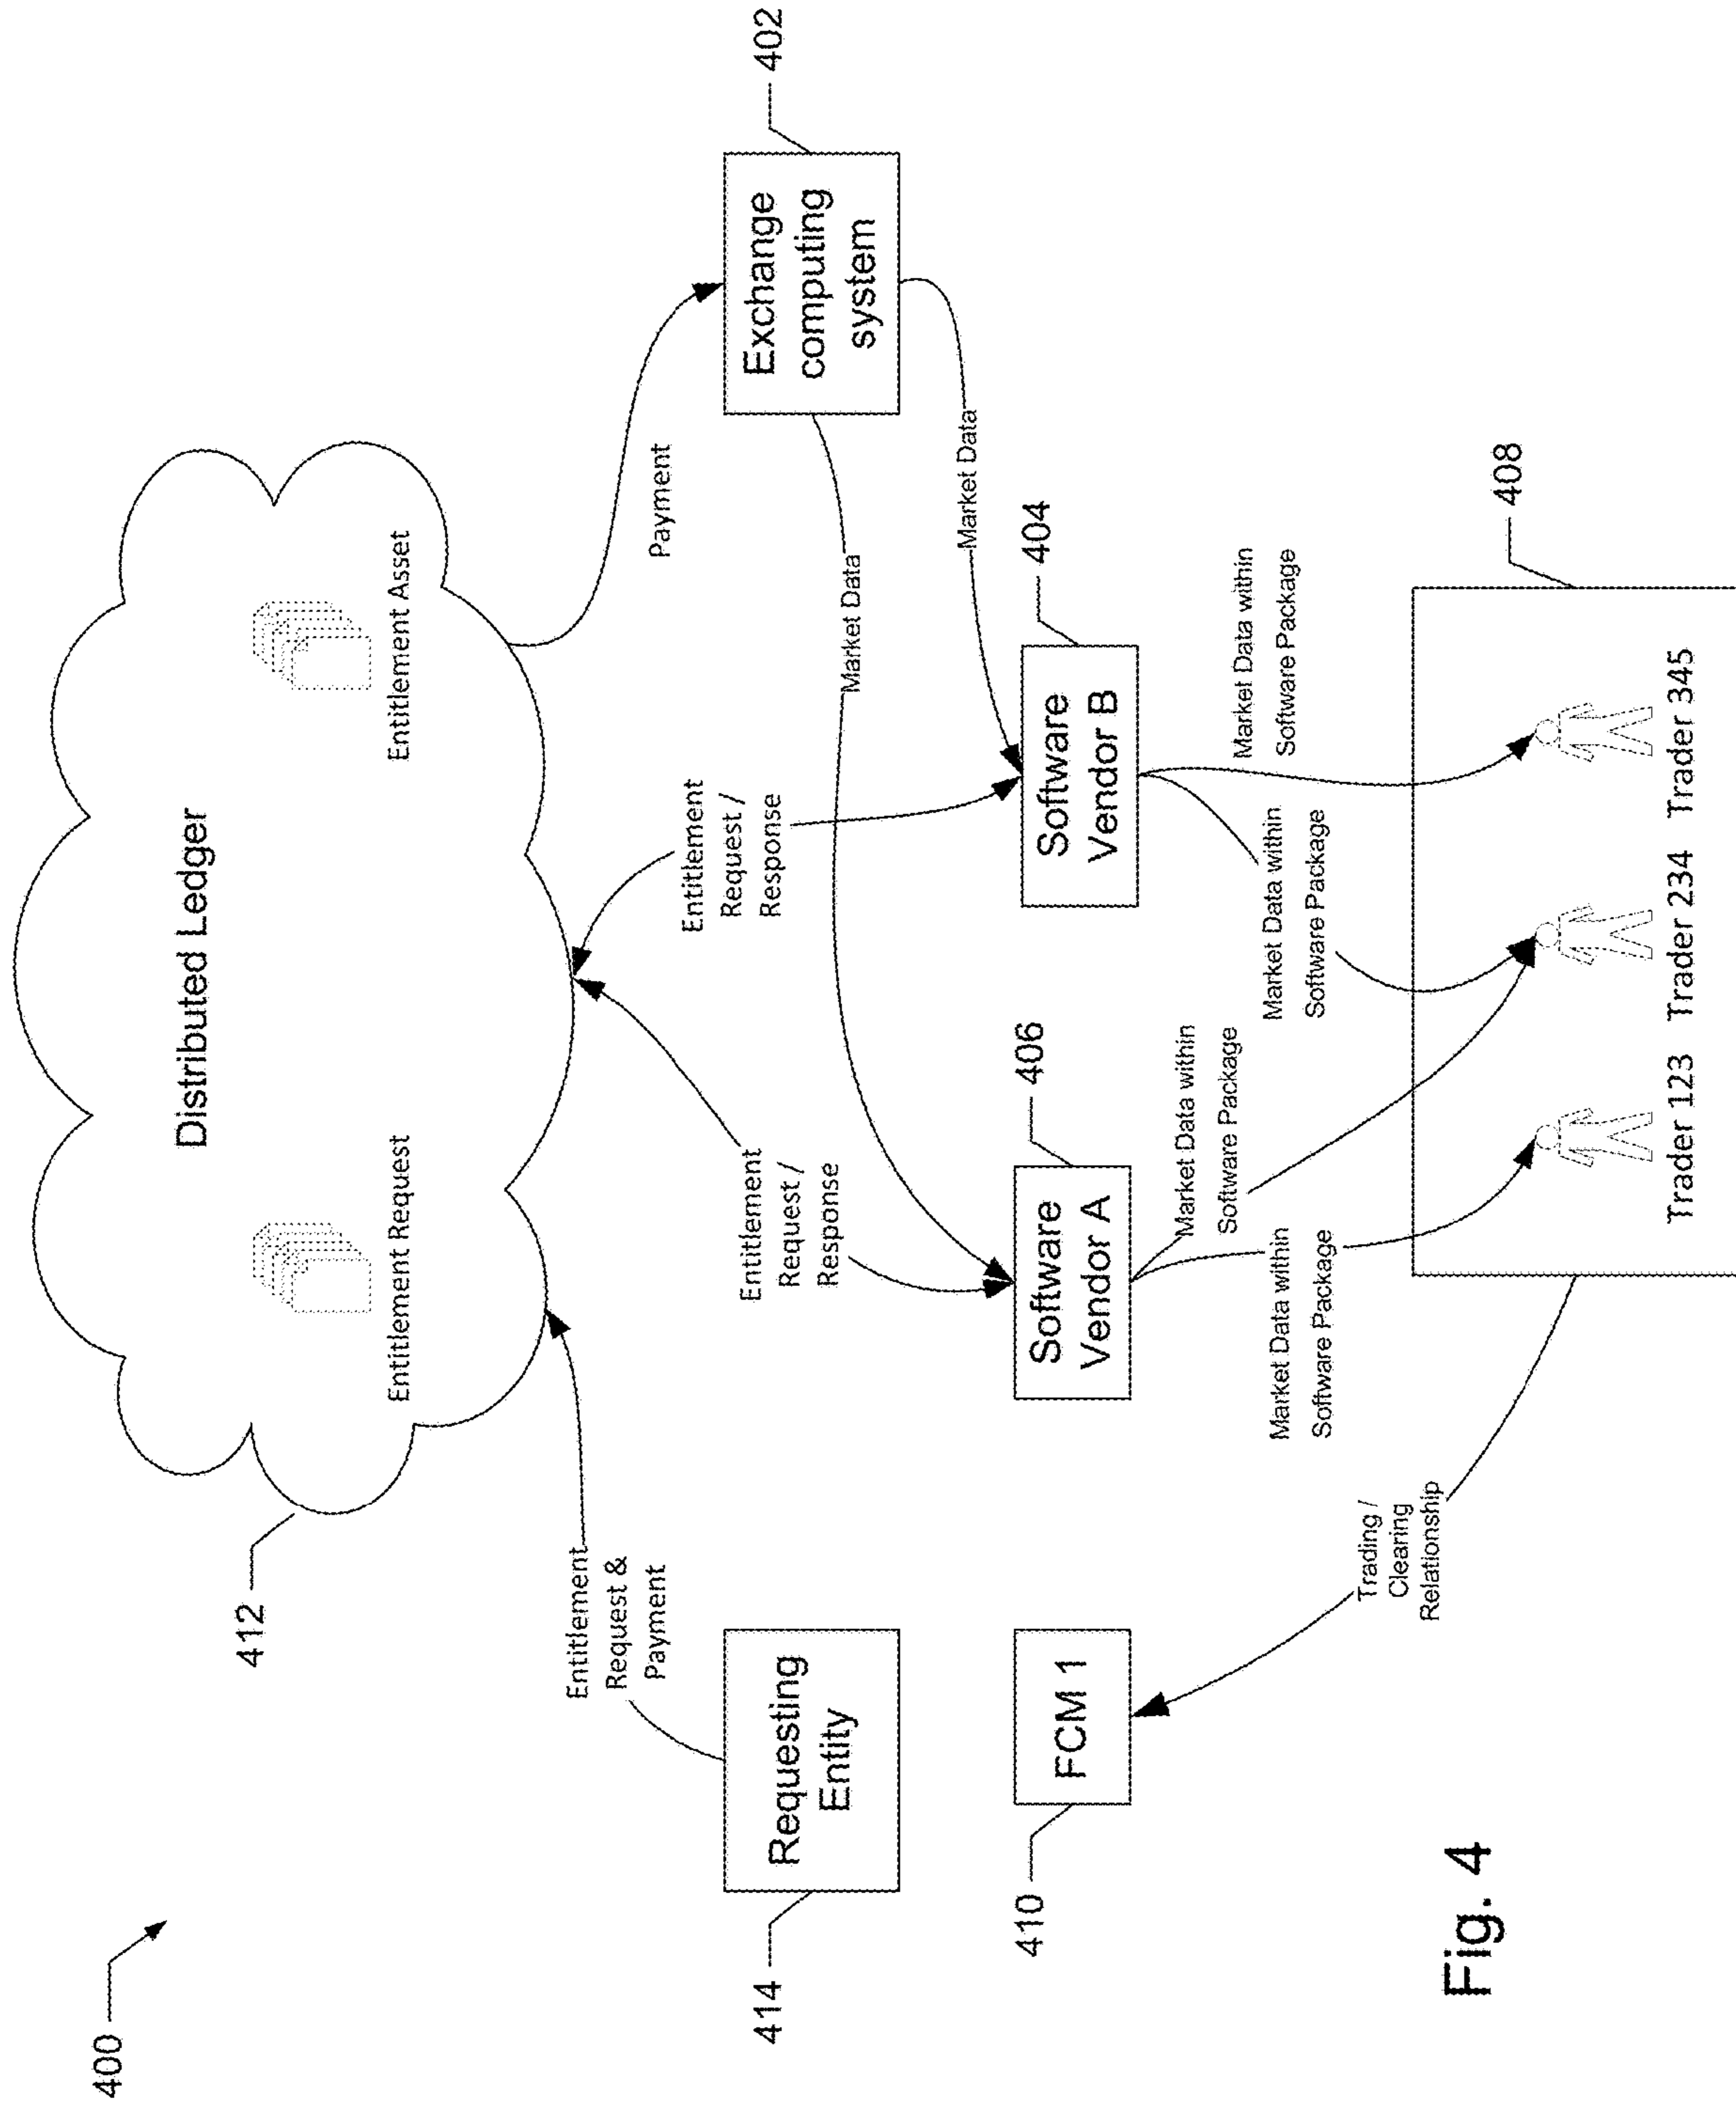 400
412
Distributed Ledger
Entitlement Request
Entitlement Asset
Entitlement
Request &
Payment
Payment
414
Requesting
Entity
Entitlement
Request /
Response
Entitlement
Request /
Response
402
Exchange
computing
system
Market Data
Market Data
410
FCM 1
406
Software
Vendor A
404
Software
Vendor B
Trading /
Clearing
Relationship
Market Data within
Software Package
Market Data within
Software Package
Market Data within
Software Package
Market Data within
Software Package
408
Trader 123 Trader 234 Trader 345
Fig. 4